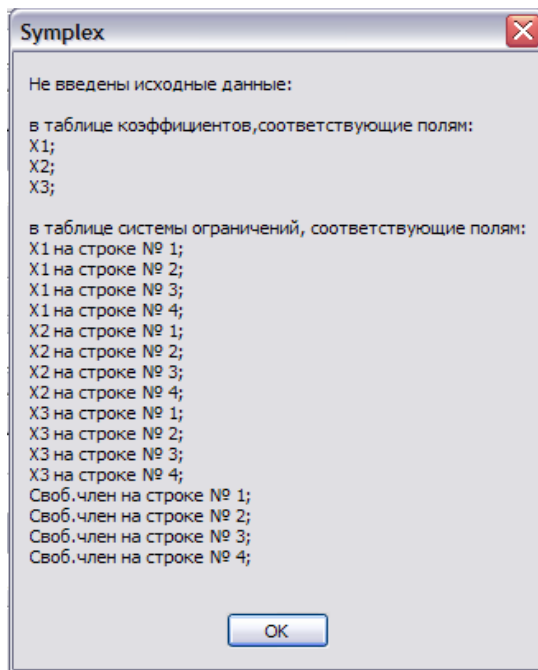 Symplex
Не введены исходные данные:
в таблице коэффициентов,соответствующие полям:
X1;
X2;
X3;
в таблице системы ограничений, соответствующие полям:
X1 на строке № 1;
X1 на строке № 2;
X1 на строке № 3;
X1 на строке № 4;
X2 на строке № 1;
X2 на строке № 2;
X2 на строке № 3;
X2 на строке № 4;
X3 на строке № 1;
X3 на строке № 2;
X3 на строке № 3;
X3 на строке № 4;
Своб.член на строке № 1;
Своб.член на строке № 2;
Своб.член на строке № 3;
Своб.член на строке № 4;
OK